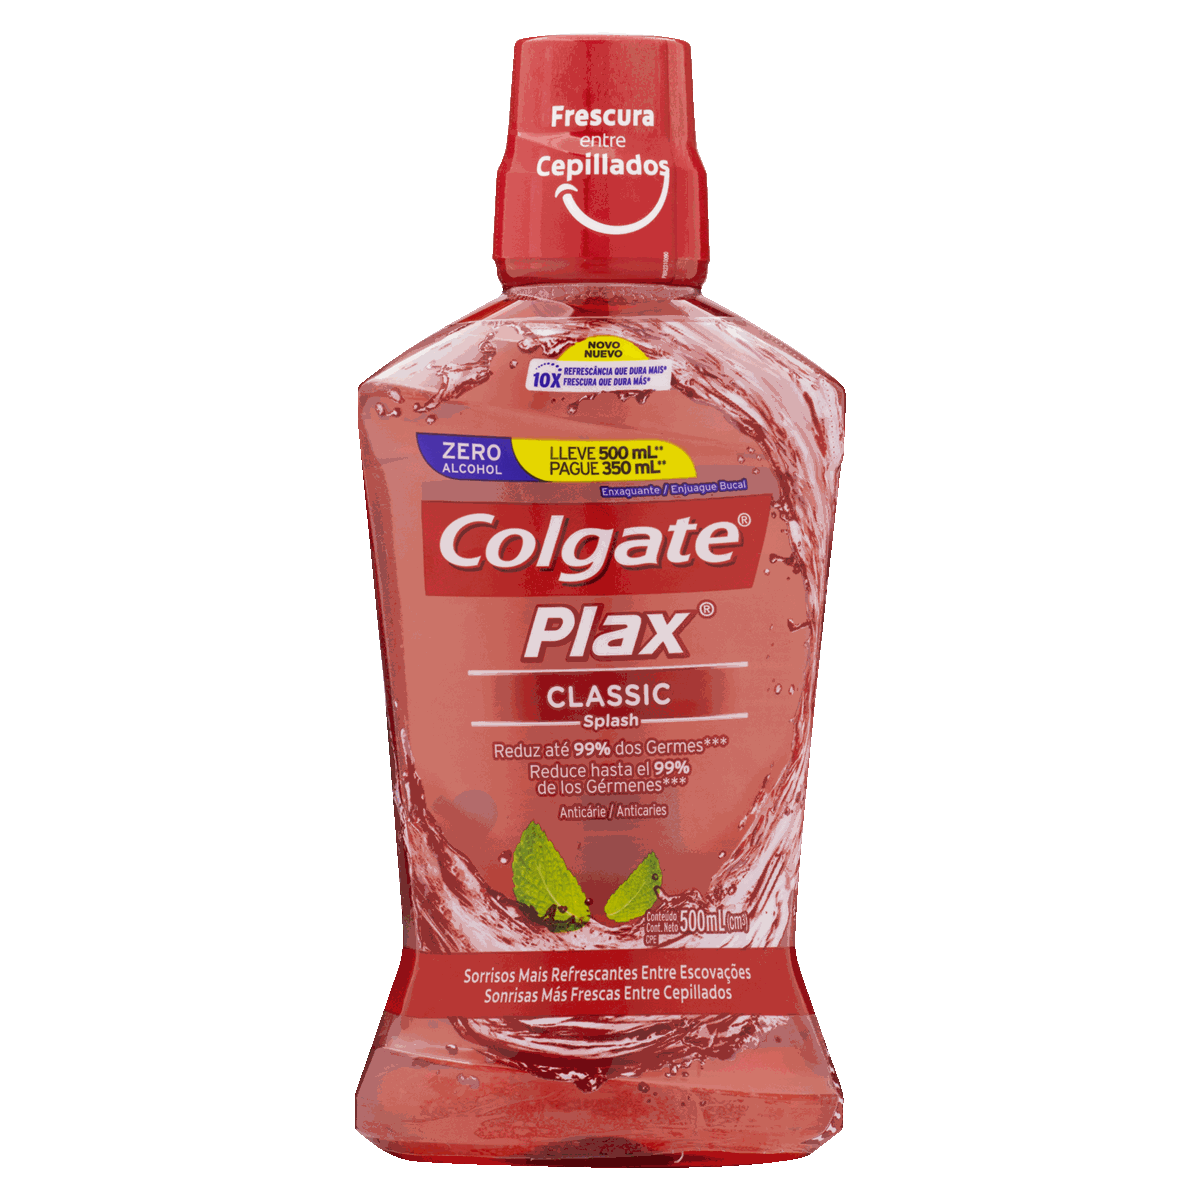 Frescura
entre
Cepillados
NOVO
NUEVO
10X REFRESCÂNCIA QUE DURA MAIS*
FRESCURA QUE DURA MÁS*
ZERO
ALCOHOL
LLEVE 500 mL**
PAGUE 350 mL**
Enxaguante / Enjuague Bucal
Colgate®
Plax®
CLASSIC
Splash
Reduz até 99% dos Germes***
Reduce hasta el 99%
de los Gérmenes***
Anticárie / Anticaries
Conteúdo
Cont. Neto 500mL (cm³)
CPE
Sorrisos Mais Refrescantes Entre Escovações
Sonrisas Más Frescas Entre Cepillados